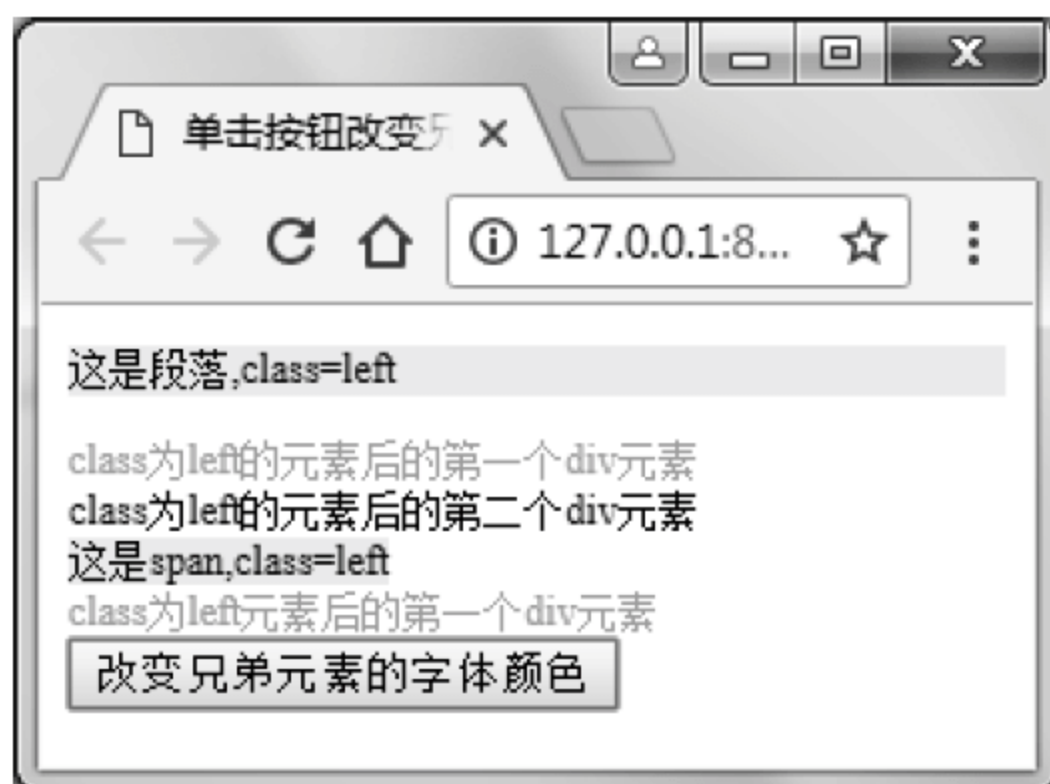 单击按钮改变
127.0.0.1:8...
这是段落,class=left
class为left的元素后的第一个div元素
class为left的元素后的第二个div元素
这是span,class=left
class为left元素后的第一个div元素
改变兄弟元素的字体颜色